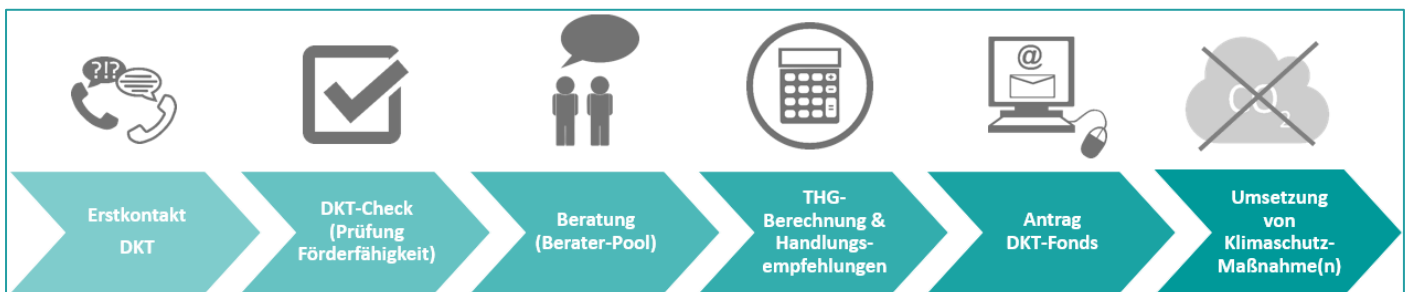 ?!?
@
CO2
Erstkontakt
DKT
DKT-Check
(Prüfung
Förderfähigkeit)
Beratung
(Berater-Pool)
THG-
Berechnung &
Handlungs-
empfehlungen
Antrag
DKT-Fonds
Umsetzung
von
Klimaschutz-
Maßnahme(n)